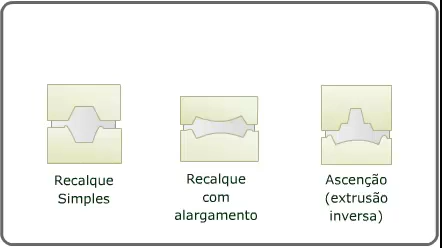 Recalque
Simples
Recalque
com
alargamento
Ascenção
(extrusão
inversa)